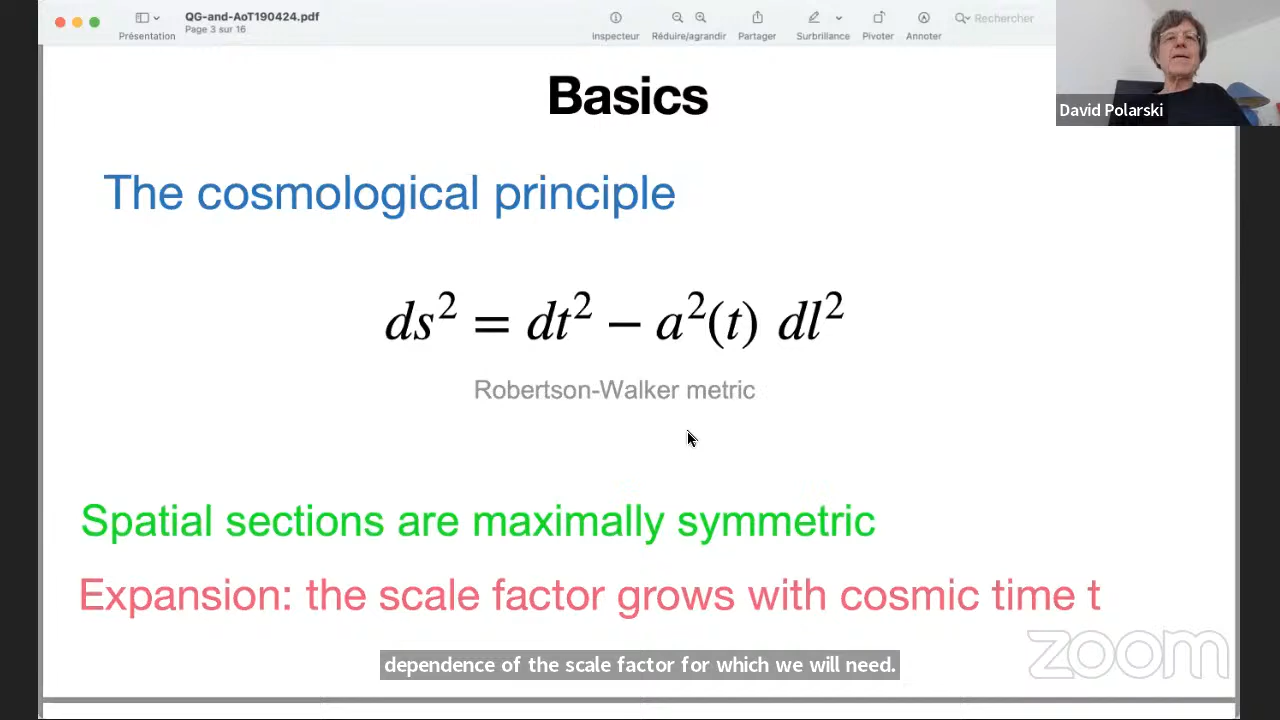 QG-and-AoT190424.pdf
Page 3 sur 16
Présentation
Inspecteur
Réduire/agrandir
Partager
Surbrillance
Pivoter
Annoter
Rechercher
David Polarski
Basics
The cosmological principle
ds² = dt² − a²(t) dl²
Robertson-Walker metric
Spatial sections are maximally symmetric
Expansion: the scale factor grows with cosmic time t
zoom
dependence of the scale factor for which we will need.